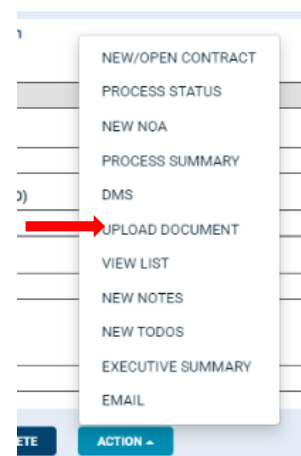 NEW/OPEN CONTRACT
PROCESS STATUS
NEW NOA
PROCESS SUMMARY
DMS
UPLOAD DOCUMENT
VIEW LIST
NEW NOTES
NEW TODOS
EXECUTIVE SUMMARY
EMAIL
ETE ACTION